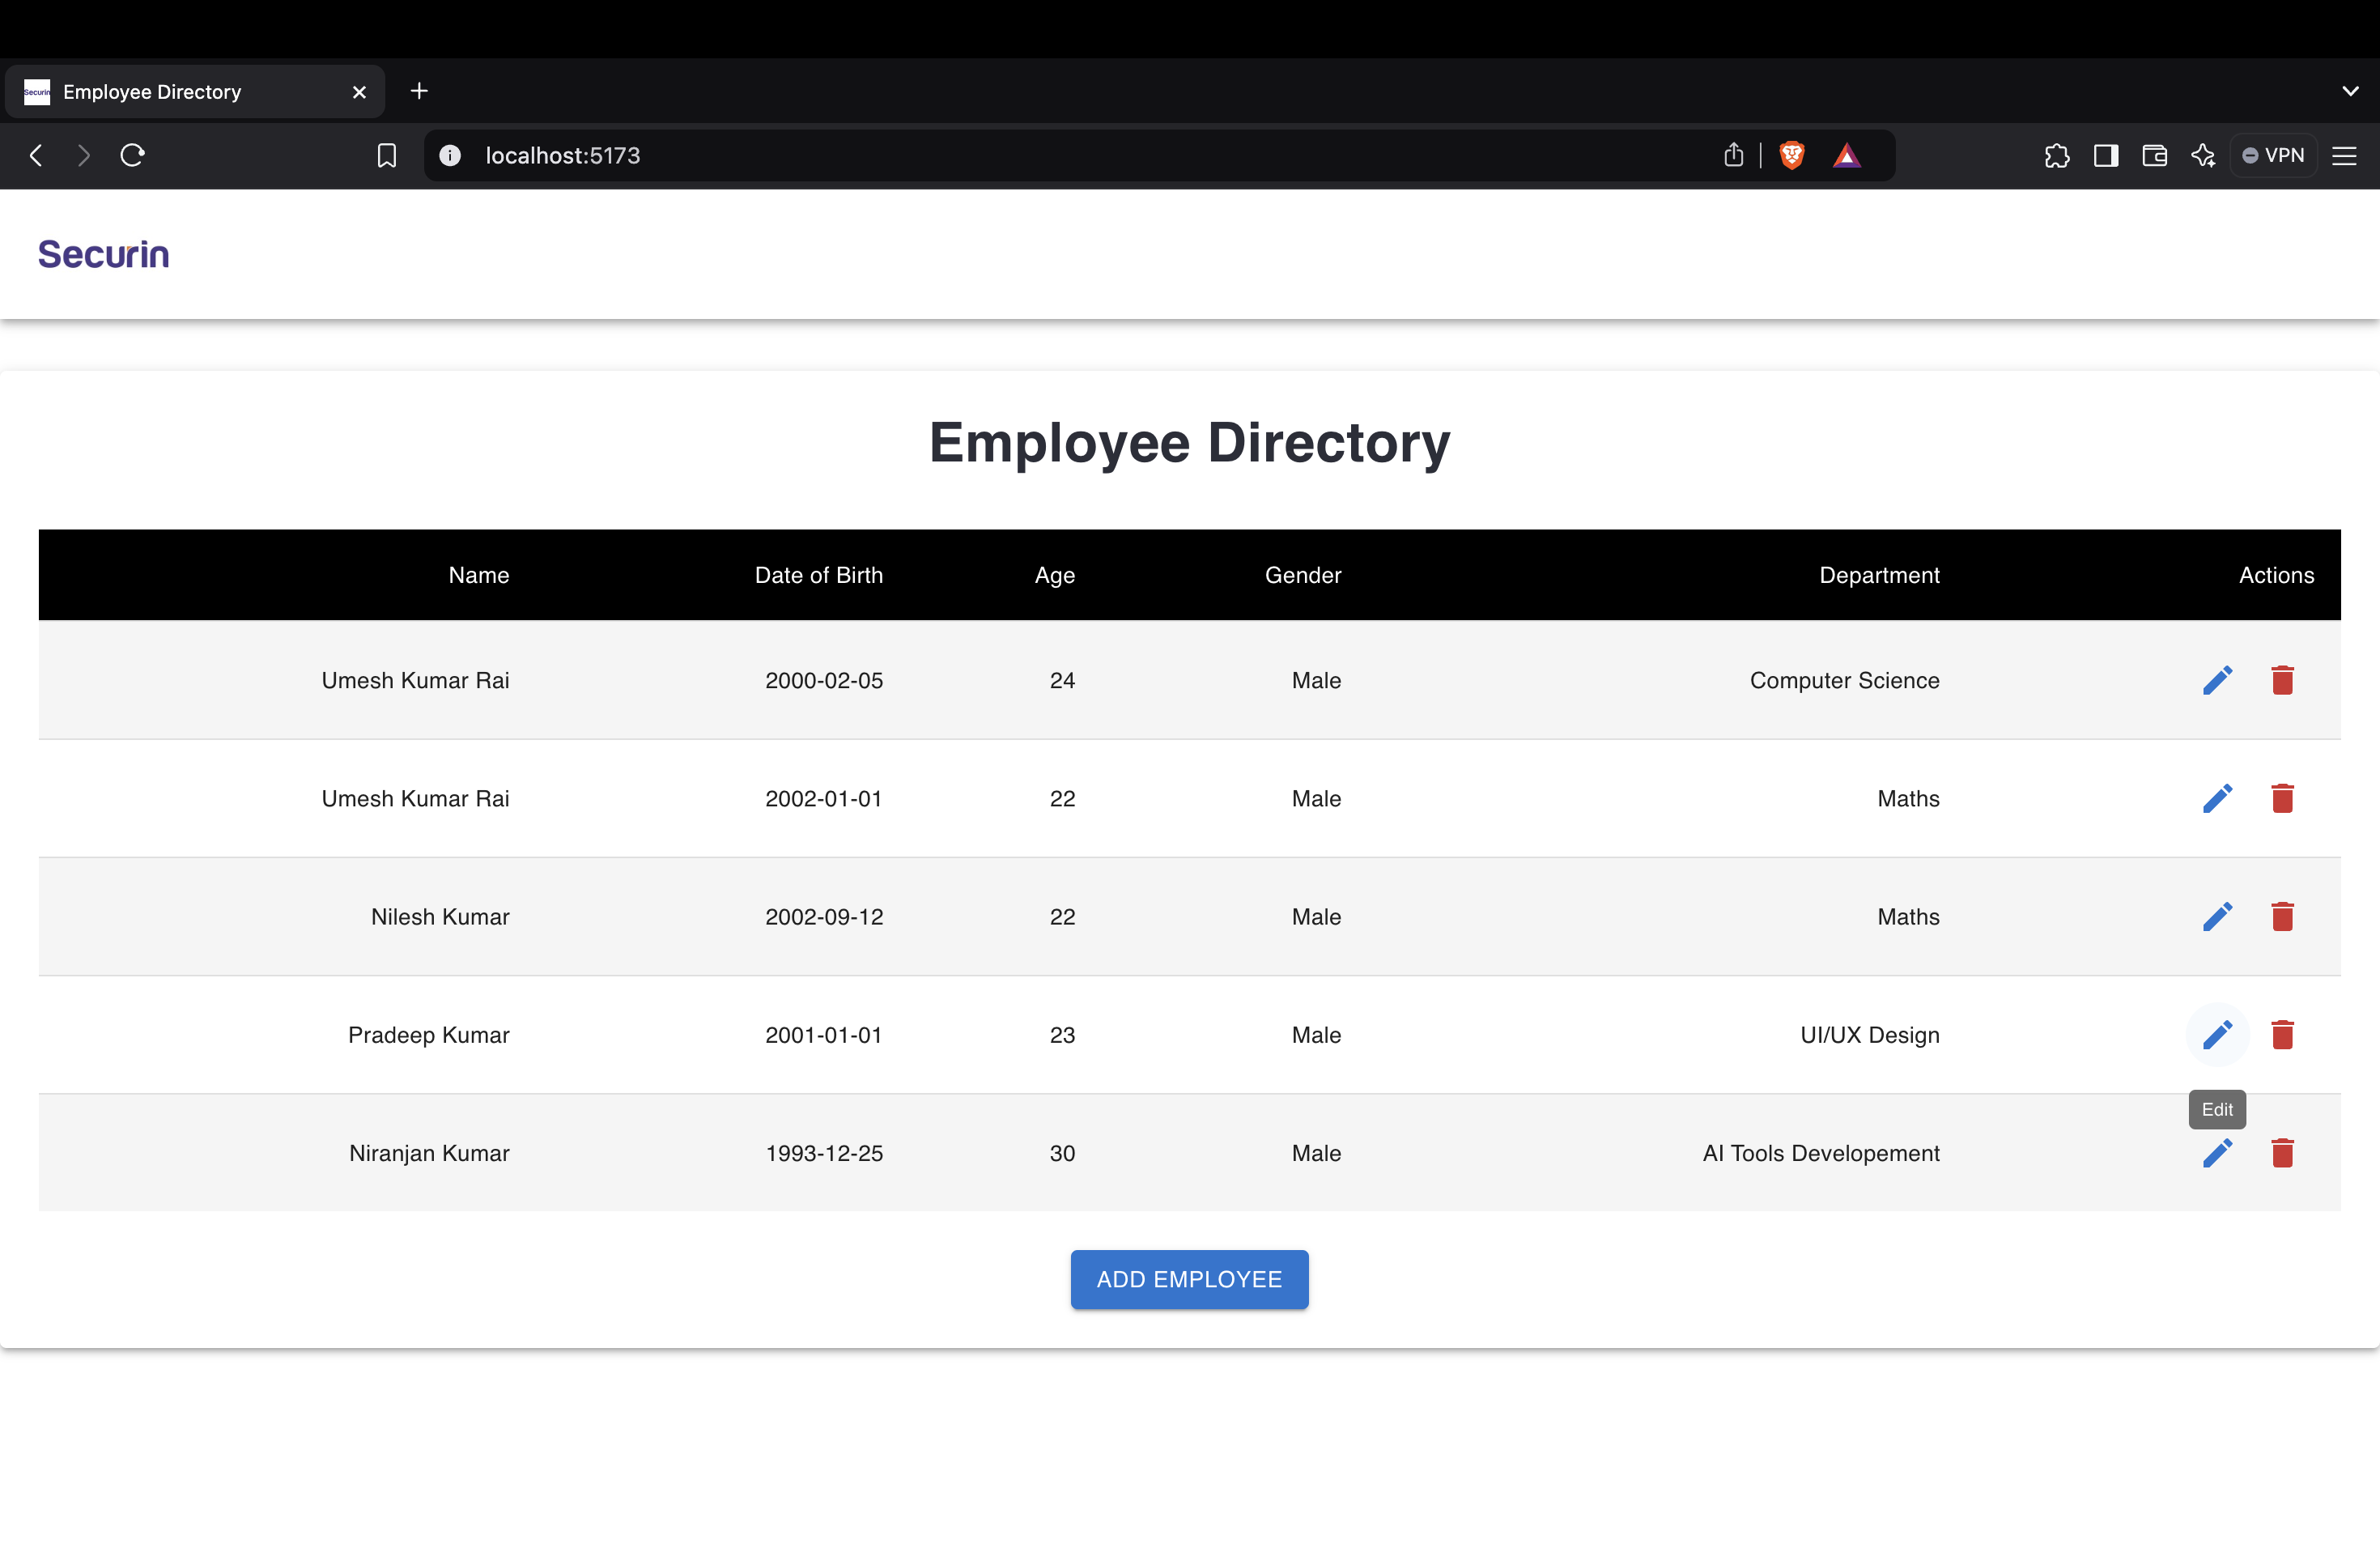 Securin Employee Directory
localhost:5173
VPN
Securin
Employee Directory
Name Date of Birth Age Gender Department Actions
Umesh Kumar Rai 2000-02-05 24 Male Computer Science
Umesh Kumar Rai 2002-01-01 22 Male Maths
Nilesh Kumar 2002-09-12 22 Male Maths
Pradeep Kumar 2001-01-01 23 Male UI/UX Design
Edit
Niranjan Kumar 1993-12-25 30 Male AI Tools Developement
ADD EMPLOYEE